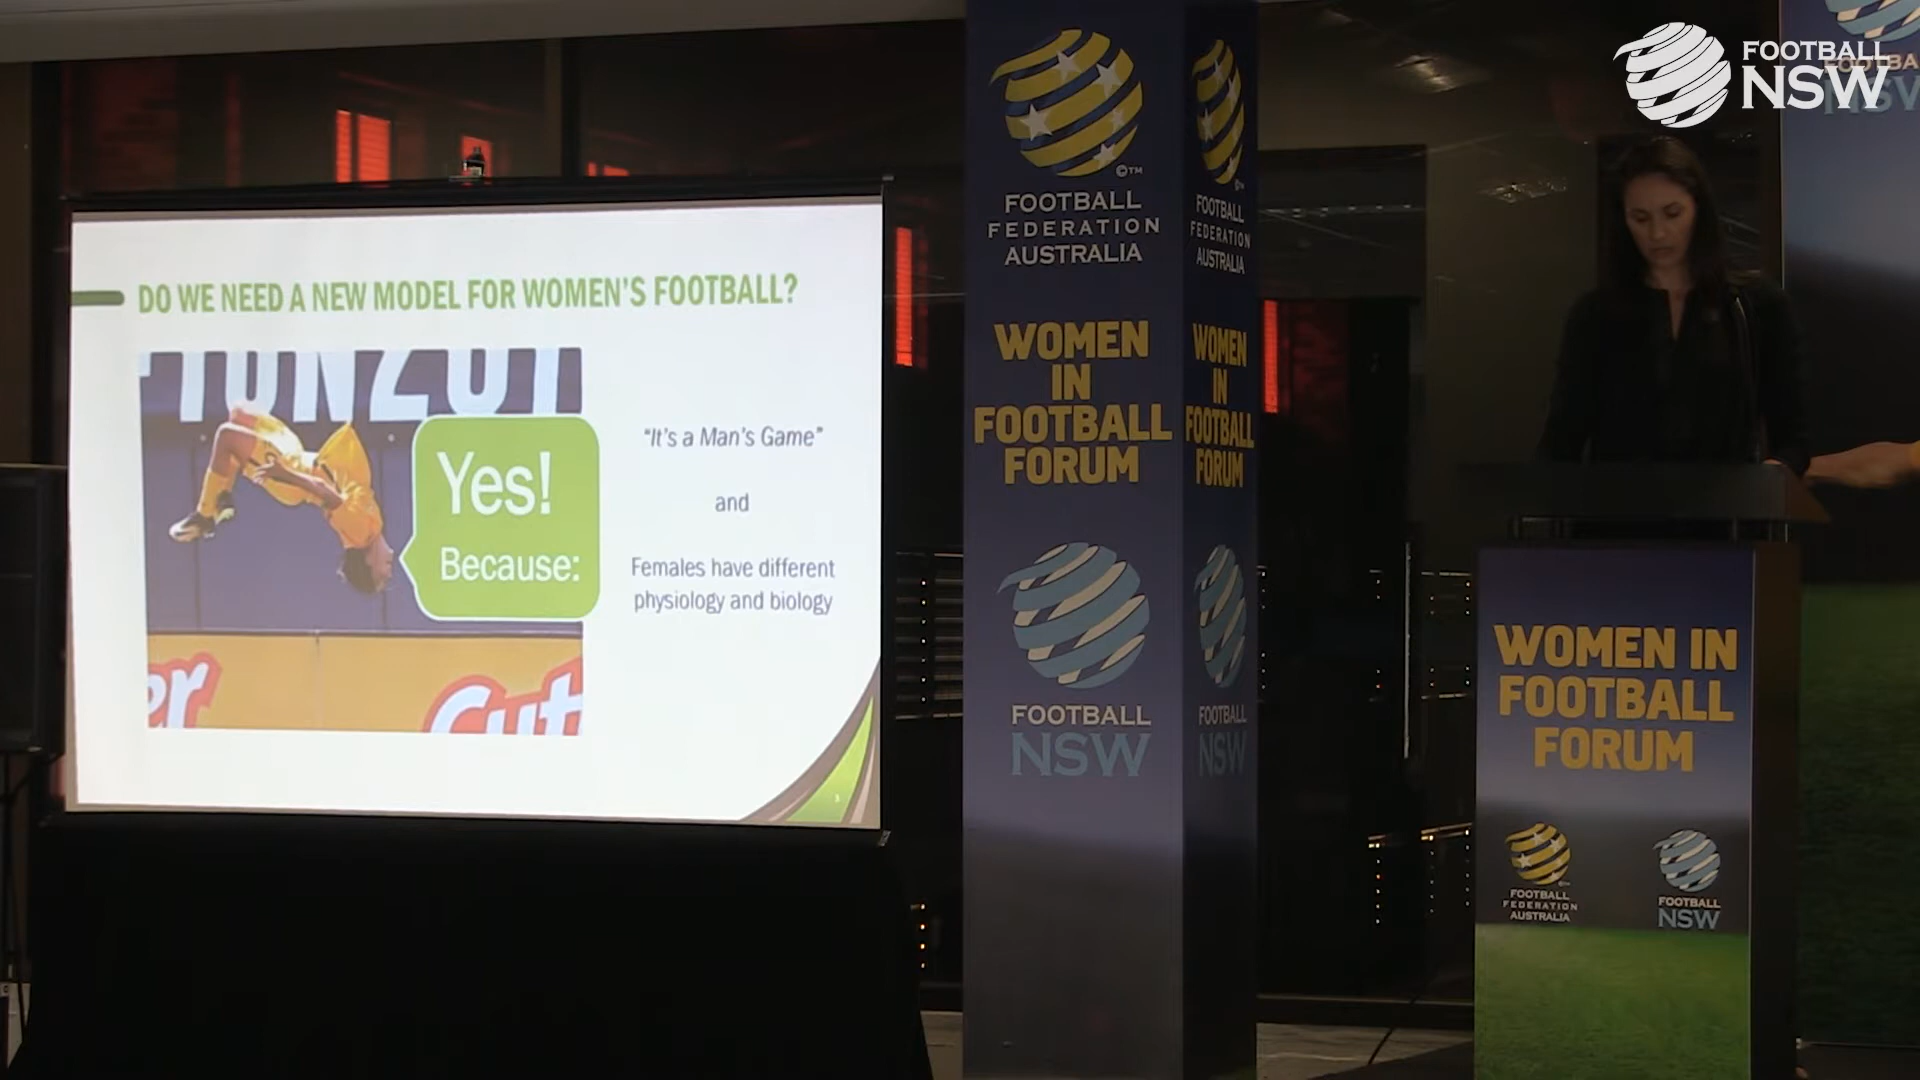 DO WE NEED A NEW MODEL FOR WOMEN'S FOOTBALL?
Yes!
Because:
"It's a Man's Game"
and
Females have different
physiology and biology
3
©™
FOOTBALL
FEDERATION
AUSTRALIA
WOMEN
IN
FOOTBALL
FORUM
FOOTBALL
NSW
FOOTBALL
FEDERATION
AUSTRALIA
WOMEN
IN
FOOTBALL
FORUM
FOOTBALL
NSW
FOOTBALL
NSW
WOMEN IN
FOOTBALL
FORUM
FOOTBALL
FEDERATION
AUSTRALIA
FOOTBALL
NSW